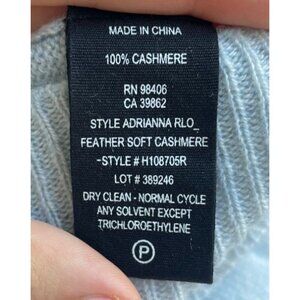 MADE IN CHINA
100% CASHMERE
RN 98406
CA 39862
STYLE ADRIANNA RLO_
FEATHER SOFT CASHMERE
-STYLE # H108705R
LOT # 389246
DRY CLEAN - NORMAL CYCLE
ANY SOLVENT EXCEPT
TRICHLOROETHYLENE
P